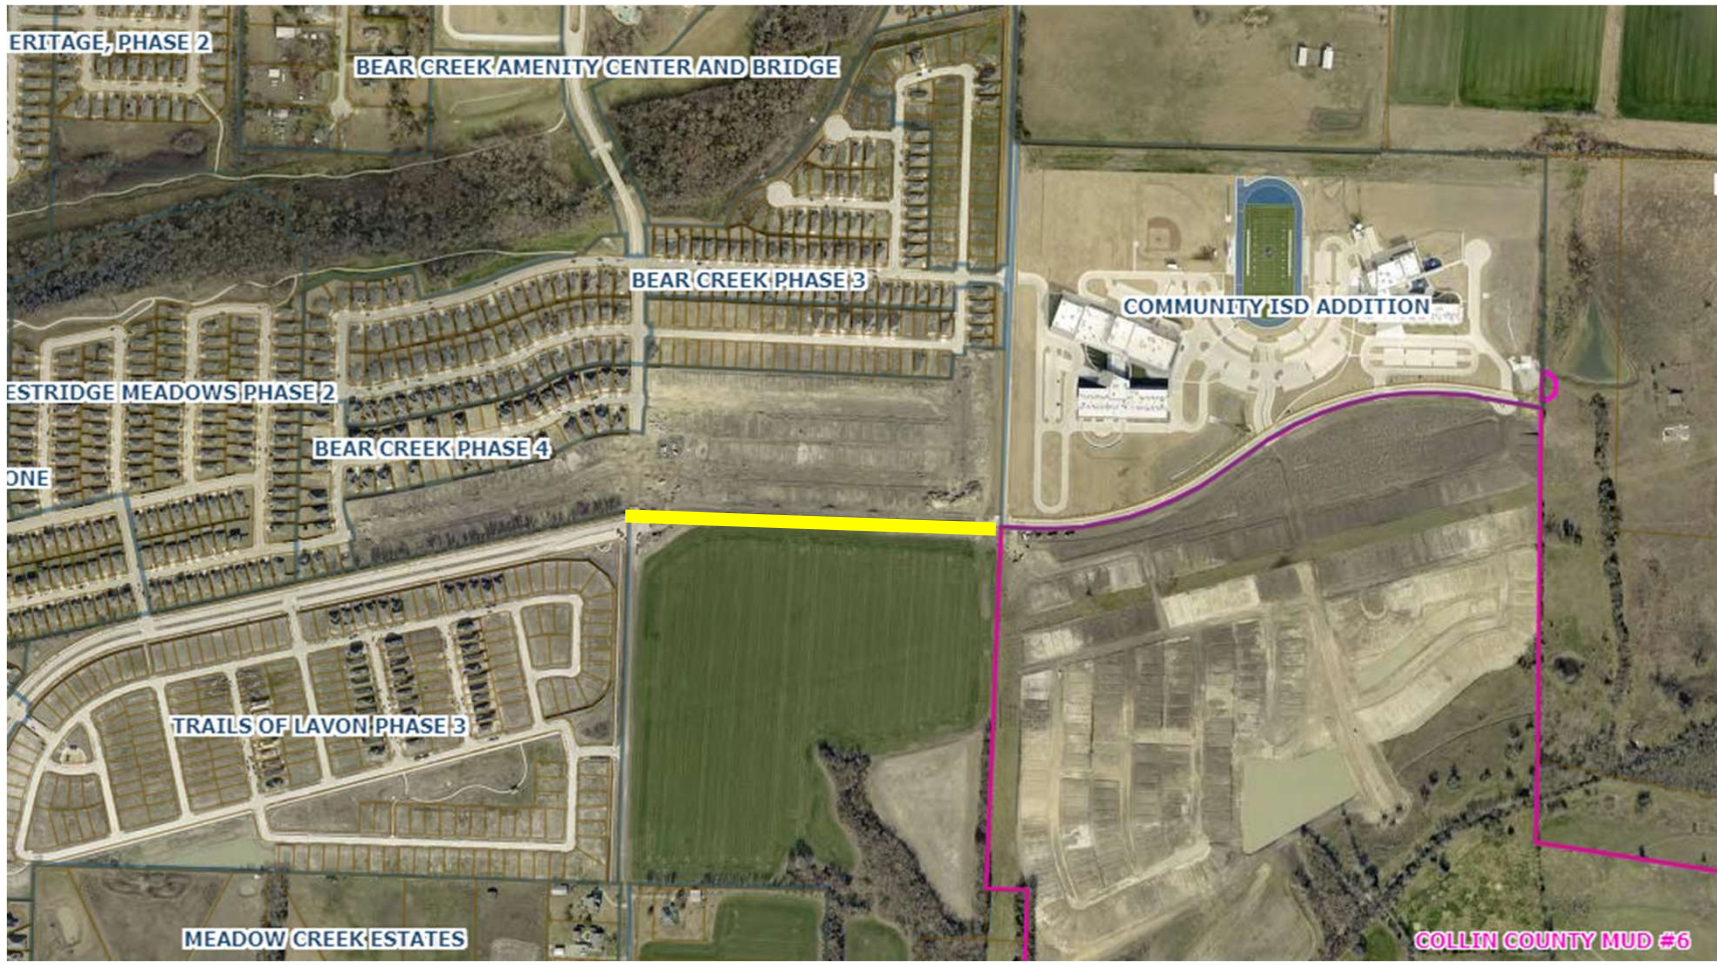 ERITAGE, PHASE 2
BEAR CREEK AMENITY CENTER AND BRIDGE
BEAR CREEK PHASE 3
COMMUNITY ISD ADDITION
ESTRIDGE MEADOWS PHASE 2
BEAR CREEK PHASE 4
ONE
TRAILS OF LAVON PHASE 3
MEADOW CREEK ESTATES
COLLIN COUNTY MUD #6